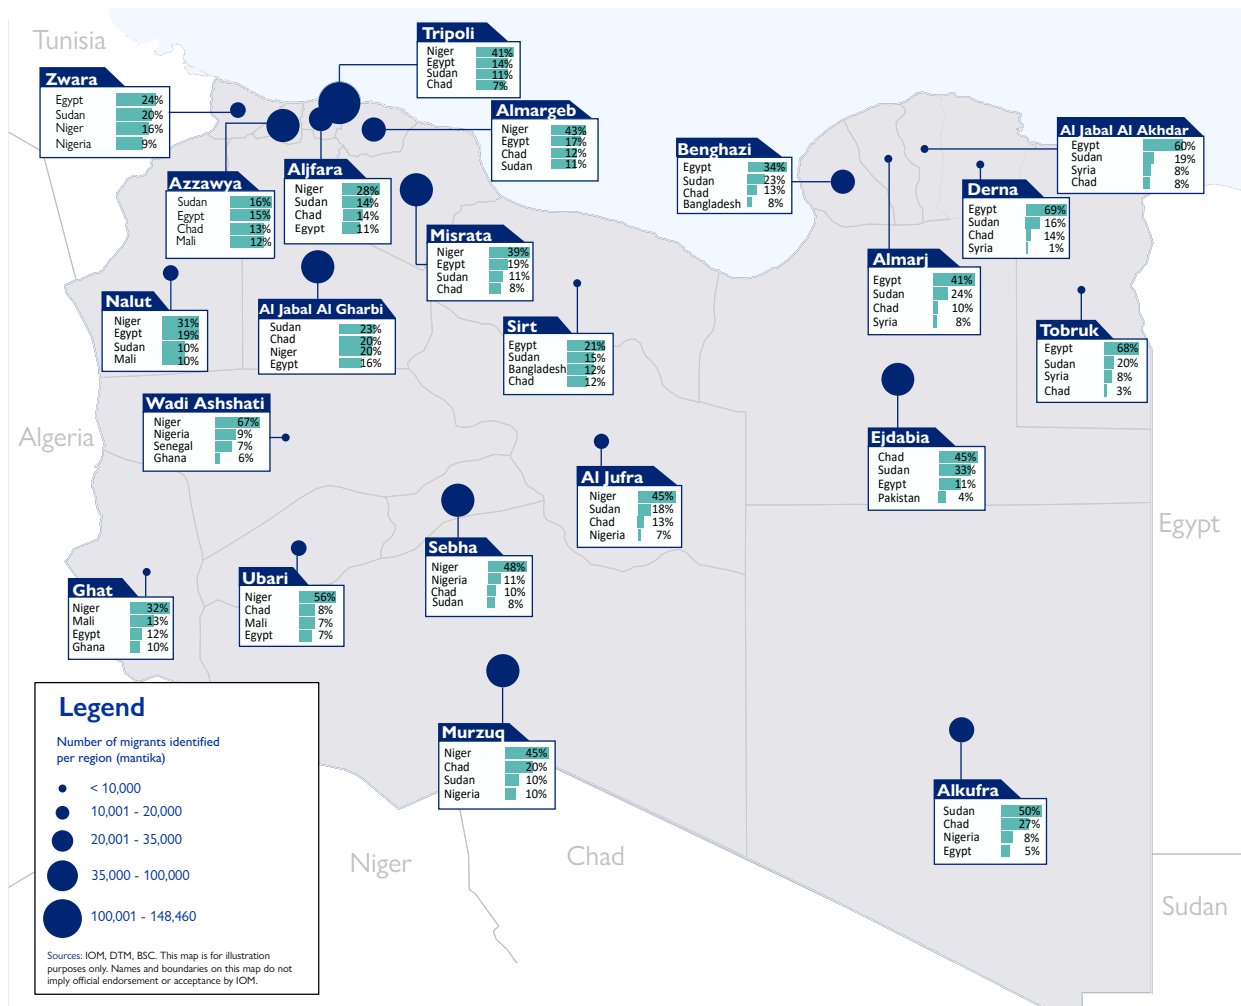 Tunisia
Tripoli
Niger 41%
Egypt 14%
Sudan 11%
Chad 7%
Zwara
Egypt 24%
Sudan 20%
Niger 16%
Nigeria 9%
Almargeb
Niger 43%
Egypt 17%
Chad 12%
Sudan 11%
Al Jabal Al Akhdar
Egypt 60%
Sudan 19%
Syria 8%
Chad 8%
Benghazi
Egypt 34%
Sudan 23%
Chad 13%
Bangladesh 8%
Aljfara
Niger 28%
Sudan 14%
Chad 14%
Egypt 11%
Azzawya
Sudan 16%
Egypt 15%
Chad 13%
Mali 12%
Derna
Egypt 69%
Sudan 16%
Chad 14%
Syria 1%
Misrata
Niger 39%
Egypt 19%
Sudan 11%
Chad 8%
Almarj
Egypt 41%
Sudan 24%
Chad 10%
Syria 8%
Nalut
Niger 31%
Egypt 19%
Sudan 10%
Mali 10%
Al Jabal Al Gharbi
Sudan 23%
Chad 20%
Niger 20%
Egypt 16%
Sirt
Egypt 21%
Sudan 15%
Bangladesh 12%
Chad 12%
Tobruk
Egypt 68%
Sudan 20%
Syria 8%
Chad 3%
Wadi Ashshati
Niger 67%
Nigeria 9%
Senegal 7%
Ghana 6%
Algeria
Ejdabia
Chad 45%
Sudan 33%
Egypt 11%
Pakistan 4%
Al Jufra
Niger 45%
Sudan 18%
Chad 13%
Nigeria 7%
Egypt
Sebha
Niger 48%
Nigeria 11%
Chad 10%
Sudan 8%
Ubari
Niger 56%
Chad 8%
Mali 7%
Egypt 7%
Ghat
Niger 32%
Mali 13%
Egypt 12%
Ghana 10%
Murzuq
Niger 45%
Chad 20%
Sudan 10%
Nigeria 10%
Alkufra
Sudan 50%
Chad 27%
Nigeria 8%
Egypt 5%
Niger
Chad
Sudan
Legend
Number of migrants identified
per region (mantika)
< 10,000
10,001 - 20,000
20,001 - 35,000
35,000 - 100,000
100,001 - 148,460
Sources: IOM, DTM, BSC. This map is for illustration
purposes only. Names and boundaries on this map do not
imply official endorsement or acceptance by IOM.